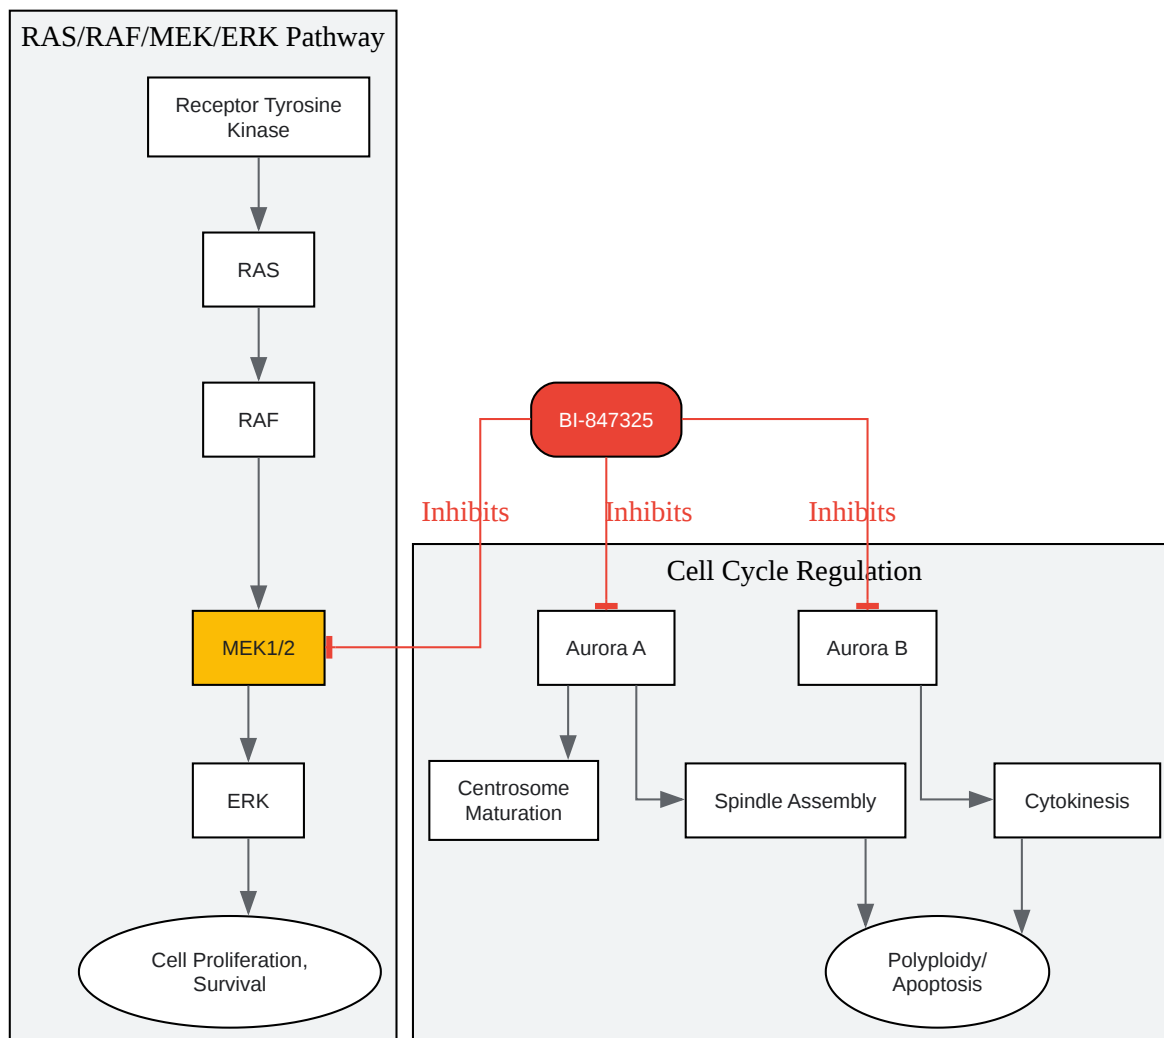 RAS/RAF/MEK/ERK Pathway
Receptor Tyrosine
Kinase
RAS
RAF
BI-847325
Inhibits
Inhibits
Inhibits
Cell Cycle Regulation
MEK1/2
Aurora A
Aurora B
ERK
Centrosome
Maturation
Spindle Assembly
Cytokinesis
Cell Proliferation,
Survival
Polyploidy/
Apoptosis